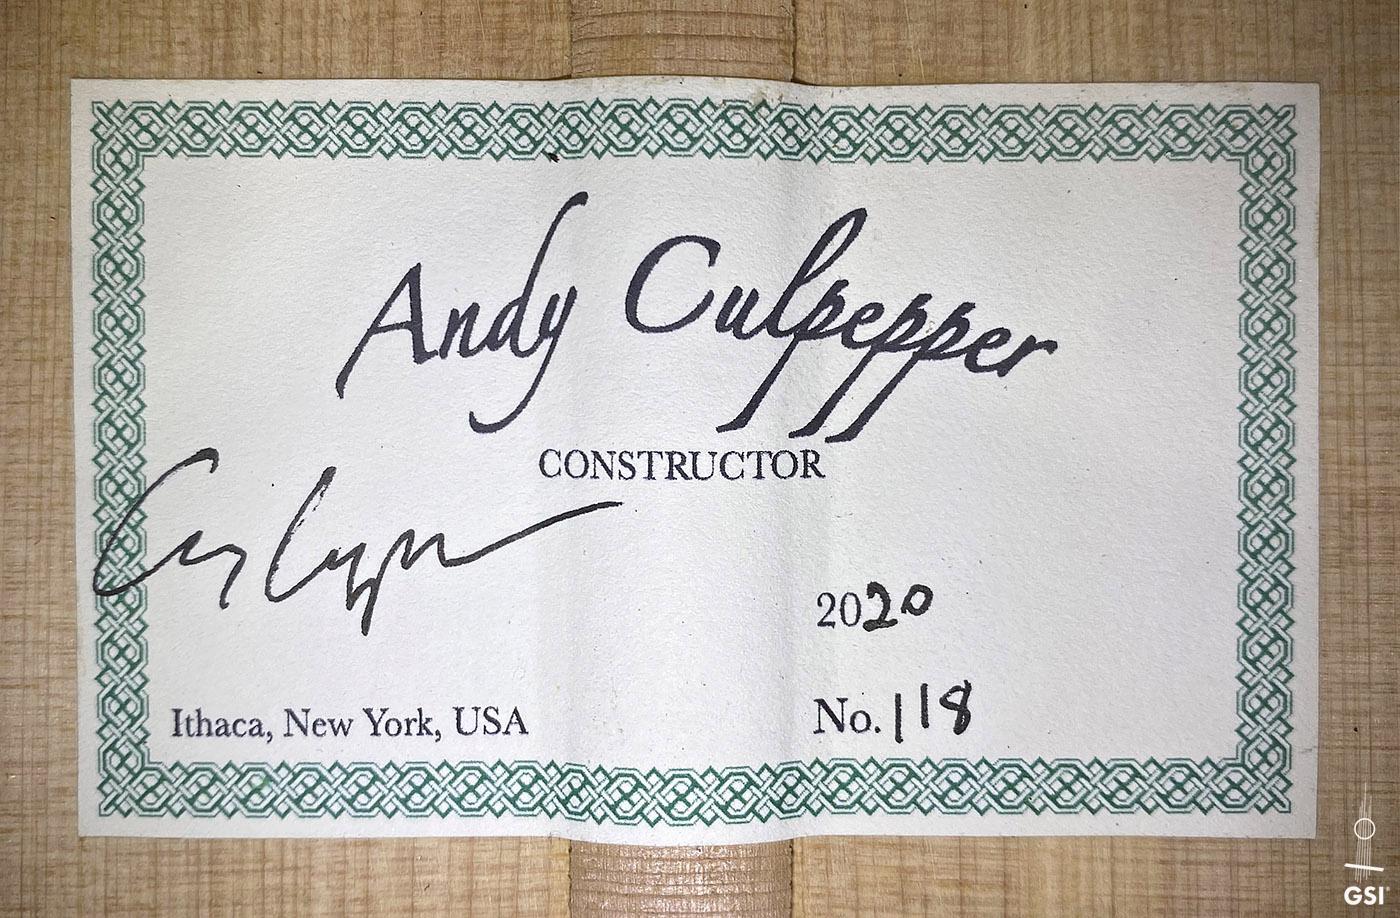 Andy Culpepper
CONSTRUCTOR
2020
Ithaca, New York, USA
No. 118
GSI